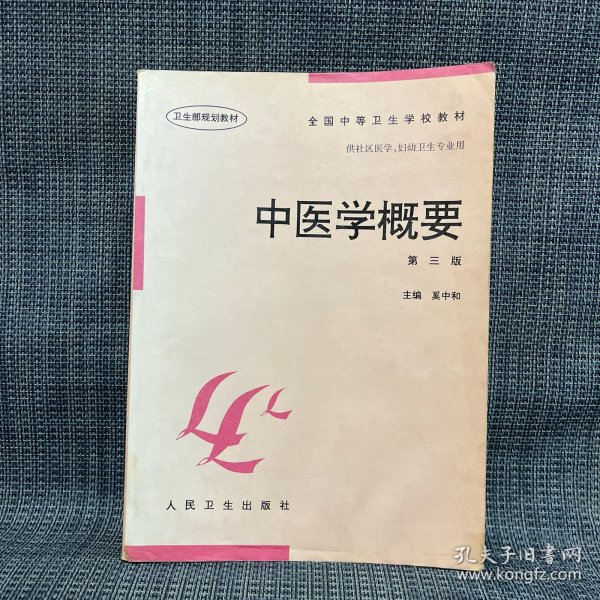 卫生部规划教材
全国中等卫生学校教材
供社区医学、妇幼卫生专业用
中医学概要
第三版
主编 奚中和
人民卫生出版社
孔夫子旧书网
www.kongfz.com